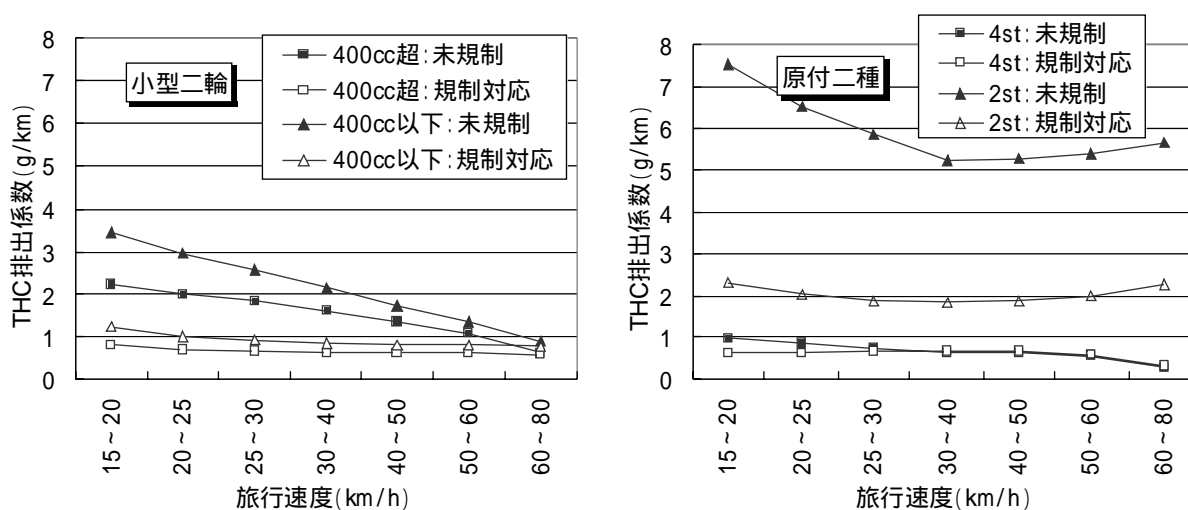 小型二輪
400cc超:未規制
400cc超:規制対応
400cc以下:未規制
400cc以下:規制対応
THC排出係数(g/km)
8
7
6
5
4
3
2
1
0
15~20
20~25
25~30
30~40
40~50
50~60
60~80
旅行速度(km/h)
原付二種
4st:未規制
4st:規制対応
2st:未規制
2st:規制対応
THC排出係数(g/km)
8
7
6
5
4
3
2
1
0
15~20
20~25
25~30
30~40
40~50
50~60
60~80
旅行速度(km/h)